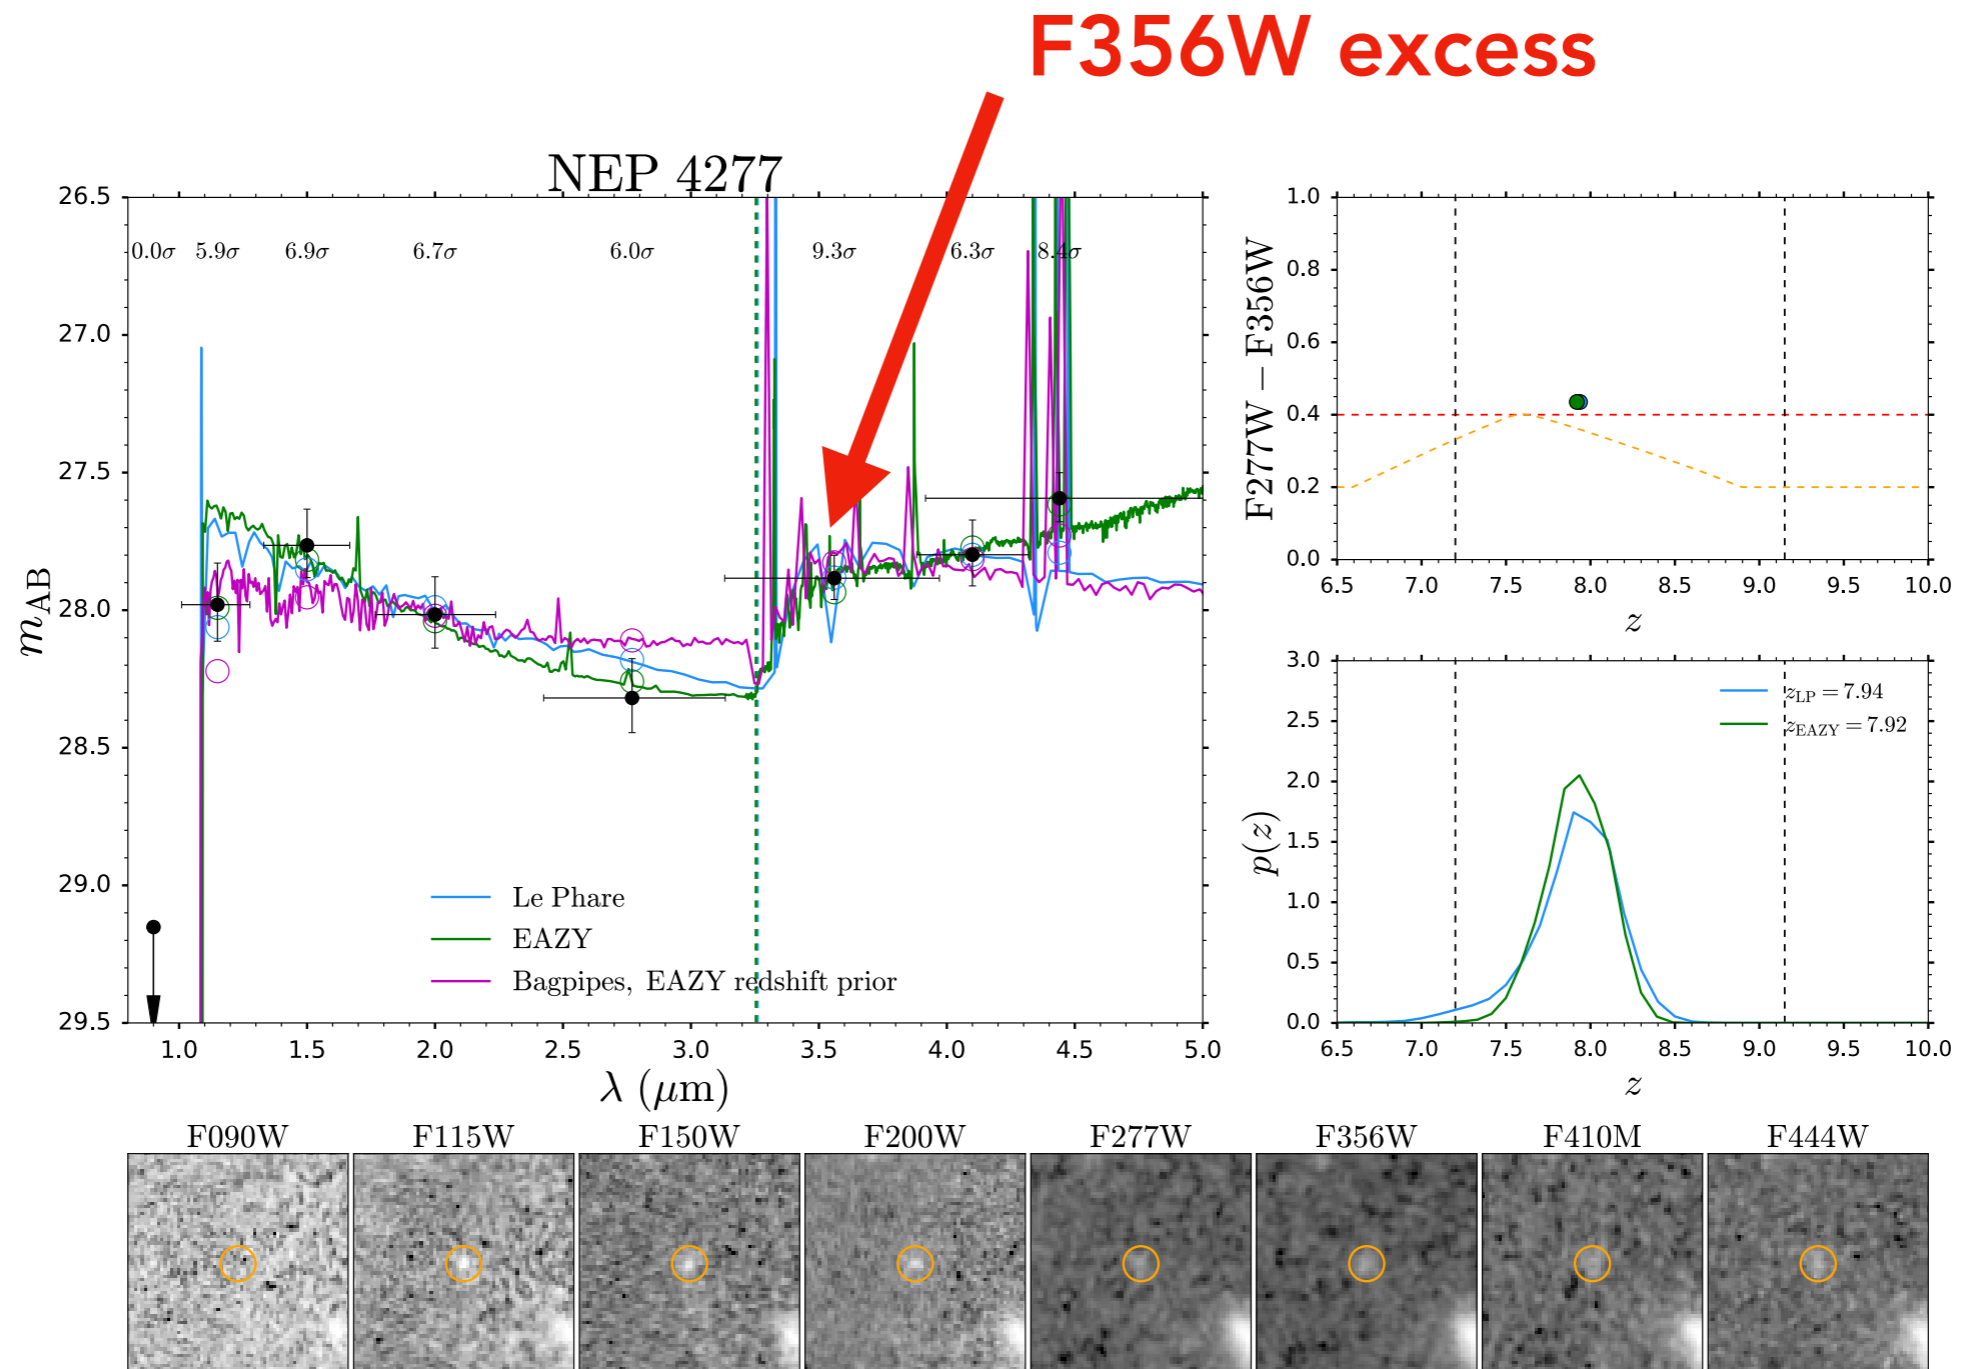 F356W excess
NEP 4277
0.0σ 5.9σ 6.9σ 6.7σ 6.0σ 9.3σ 6.3σ 8.4σ
26.5
27.0
27.5
28.0
28.5
29.0
29.5
m_AB
Le Phare
EAZY
Bagpipes, EAZY redshift prior
1.0 1.5 2.0 2.5 3.0 3.5 4.0 4.5 5.0
λ (μm)
F277W − F356W
1.0
0.8
0.6
0.4
0.2
0.0
6.5 7.0 7.5 8.0 8.5 9.0 9.5 10.0
z
p(z)
3.0
2.5
2.0
1.5
1.0
0.5
0.0
z_LP = 7.94
z_EAZY = 7.92
6.5 7.0 7.5 8.0 8.5 9.0 9.5 10.0
z
F090W F115W F150W F200W F277W F356W F410M F444W